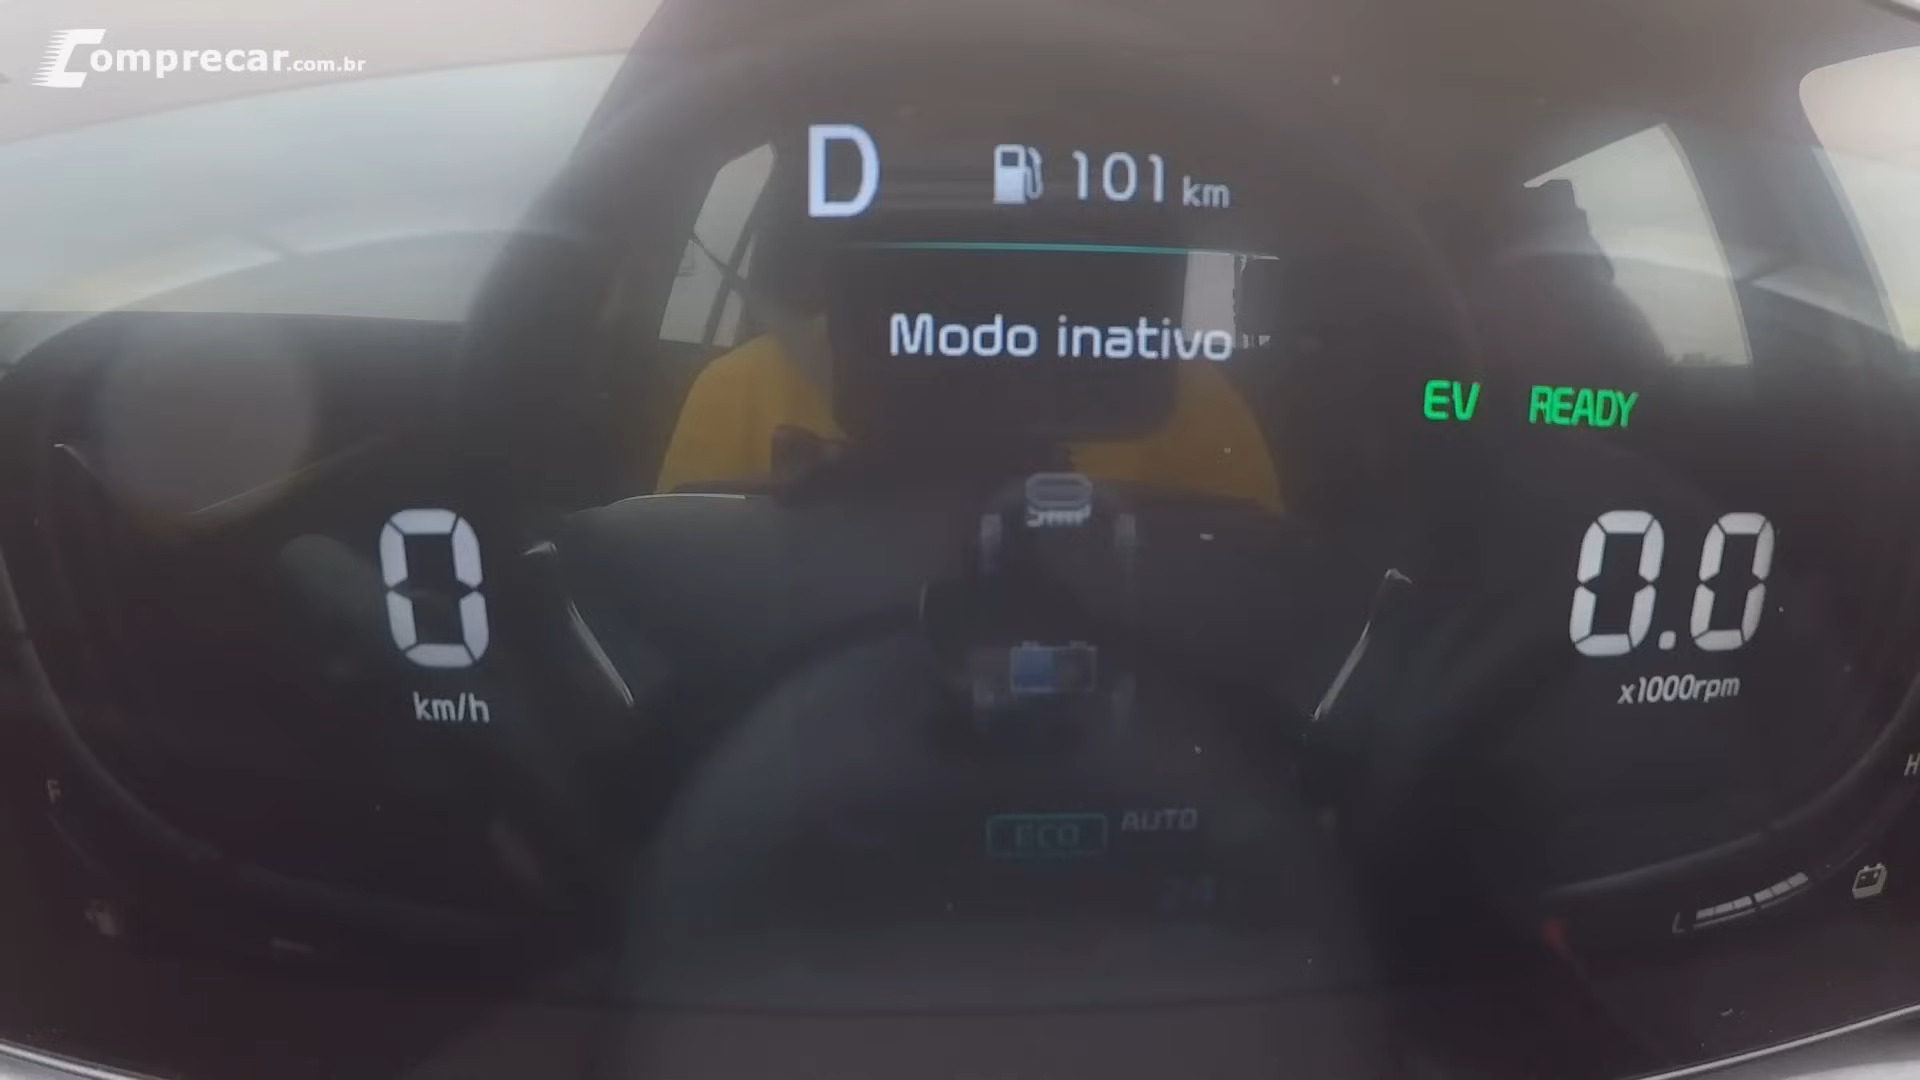 Comprecar.com.br
D 101 km
Modo inativo
EV READY
0
km/h
0.0
x1000rpm
F
H
ECO AUTO
L